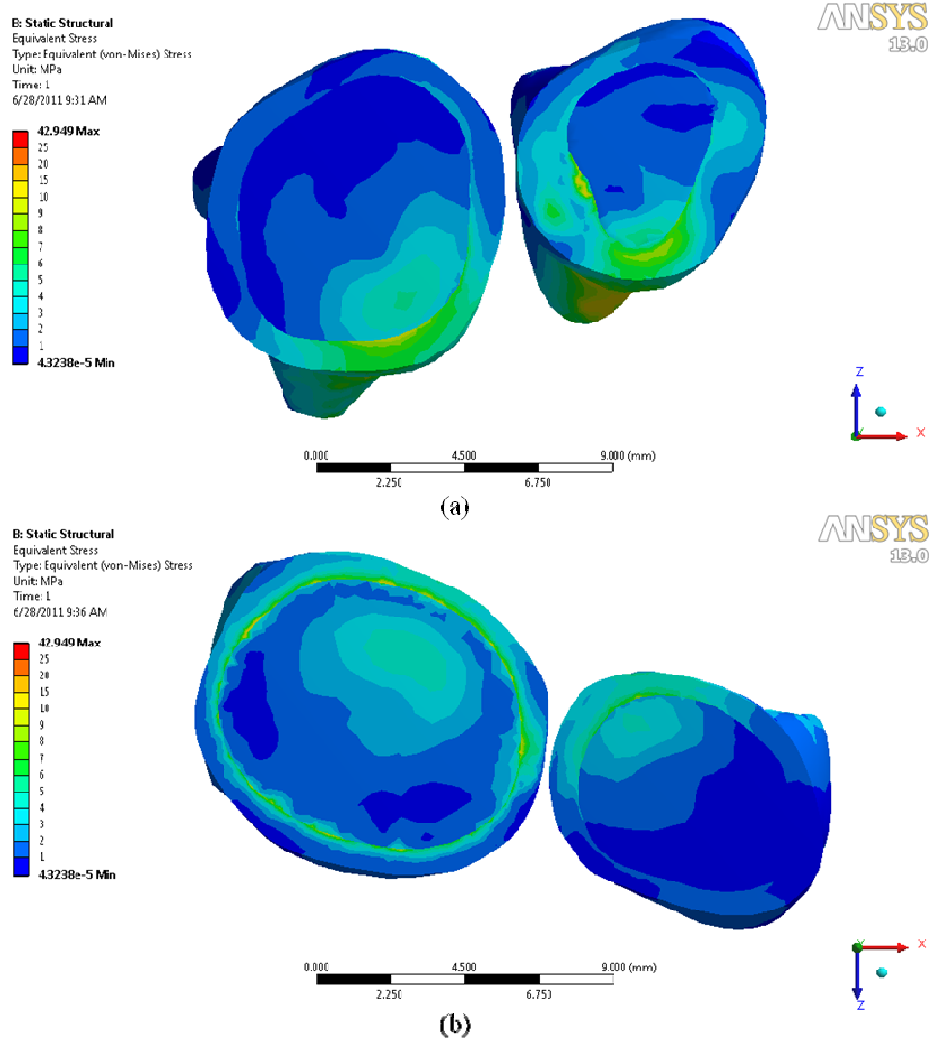 B: Static Structural
Equivalent Stress
Type: Equivalent (von-Mises) Stress
Unit: MPa
Time: 1
6/28/2011 9:31 AM
ANSYS
13.0
42.949 Max
25
20
15
10
9
8
7
6
5
4
3
2
1
4.3238e-5 Min
Z
X
0.000
4.500
9.000 (mm)
2.250
6.750
(a)
B: Static Structural
Equivalent Stress
Type: Equivalent (von-Mises) Stress
Unit: MPa
Time: 1
6/28/2011 9:36 AM
ANSYS
13.0
42.949 Max
25
20
15
10
9
8
7
6
5
4
3
2
1
4.3238e-5 Min
X
Z
0.000
4.500
9.000 (mm)
2.250
6.750
(b)